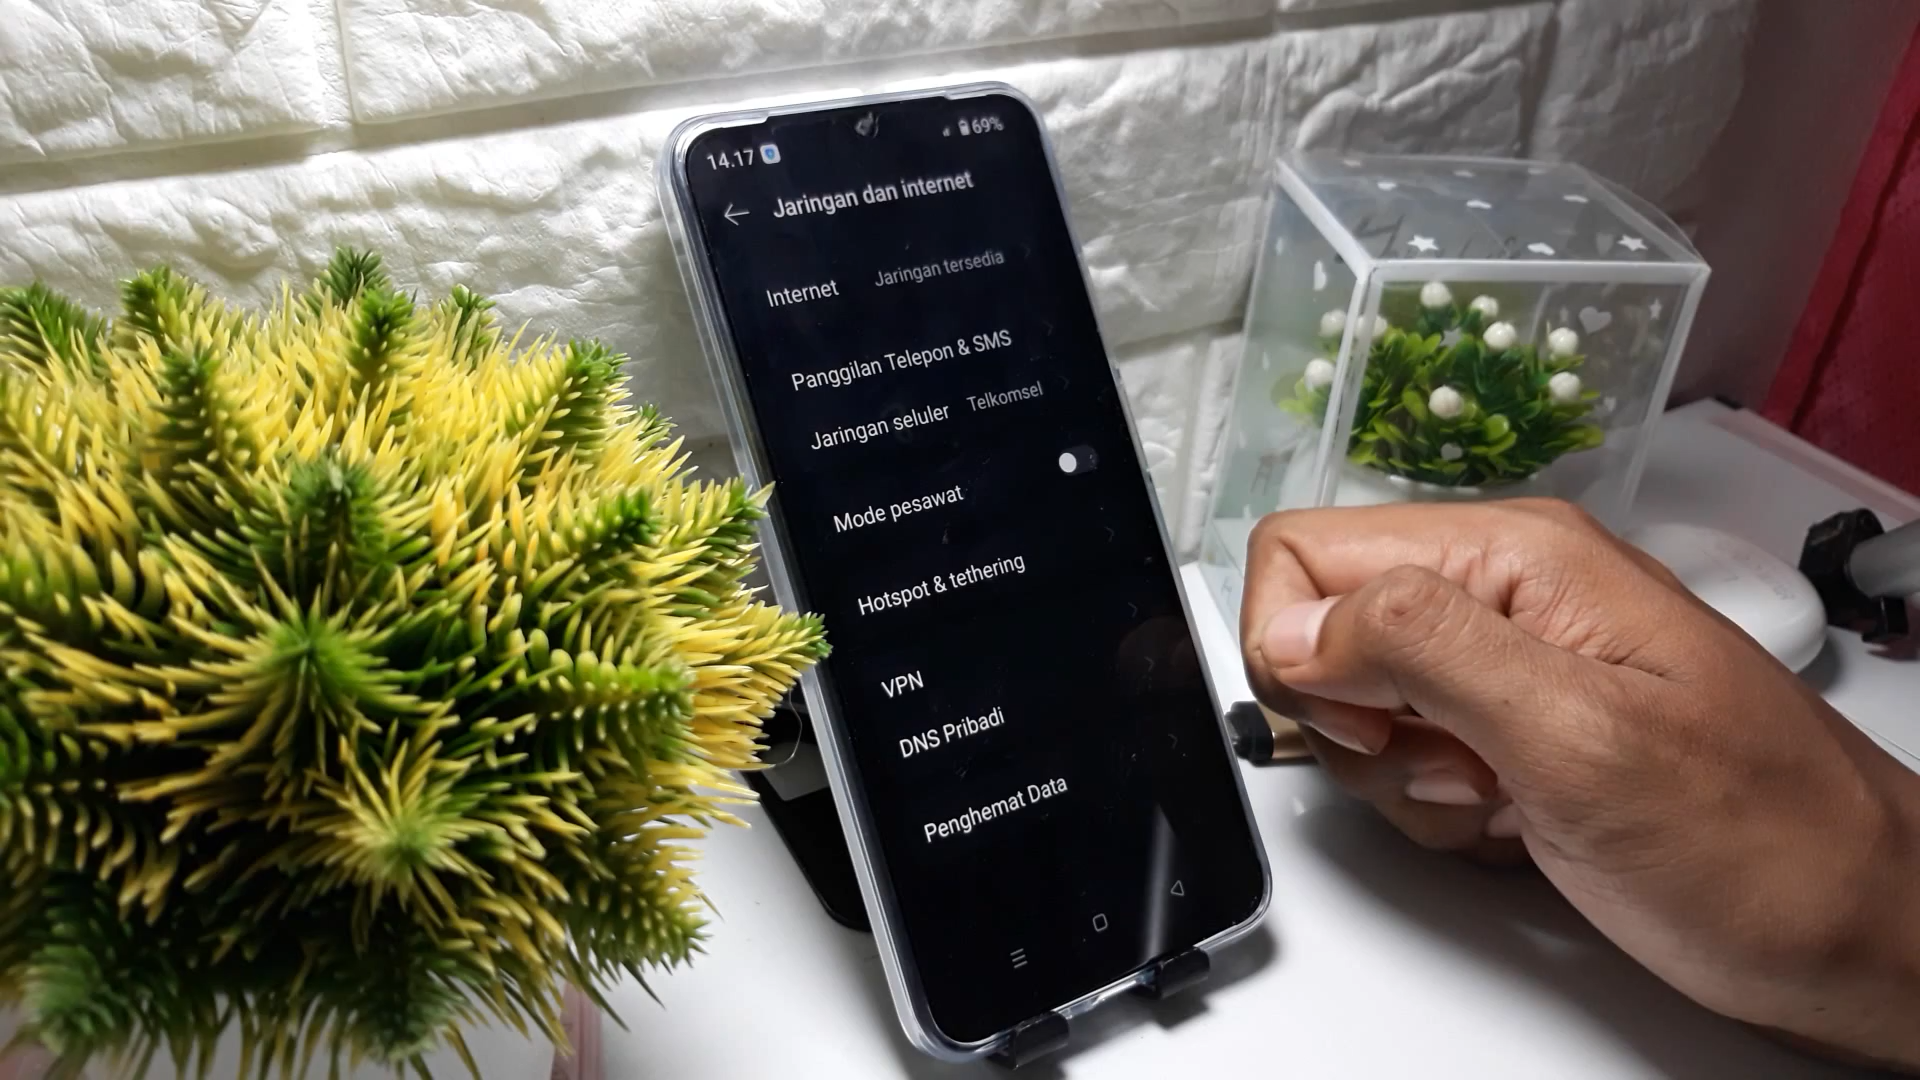 14.17 69%
Jaringan dan internet
Internet Jaringan tersedia
Panggilan Telepon & SMS
Jaringan seluler Telkomsel
Mode pesawat
Hotspot & tethering
VPN
DNS Pribadi
Penghemat Data